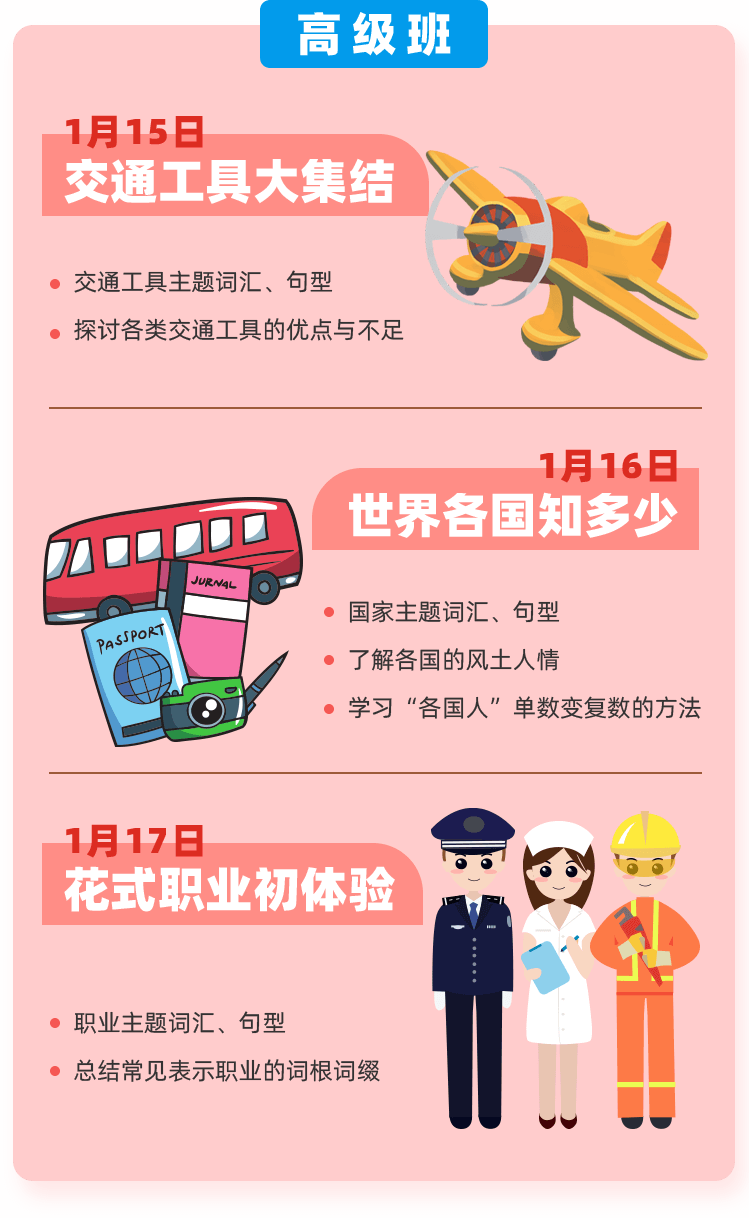 高级班
1月15日
交通工具大集结
交通工具主题词汇、句型
探讨各类交通工具的优点与不足
1月16日
世界各国知多少
JURNAL
PASSPORT
国家主题词汇、句型
了解各国的风土人情
学习“各国人”单数变复数的方法
1月17日
花式职业初体验
职业主题词汇、句型
总结常见表示职业的词根词缀